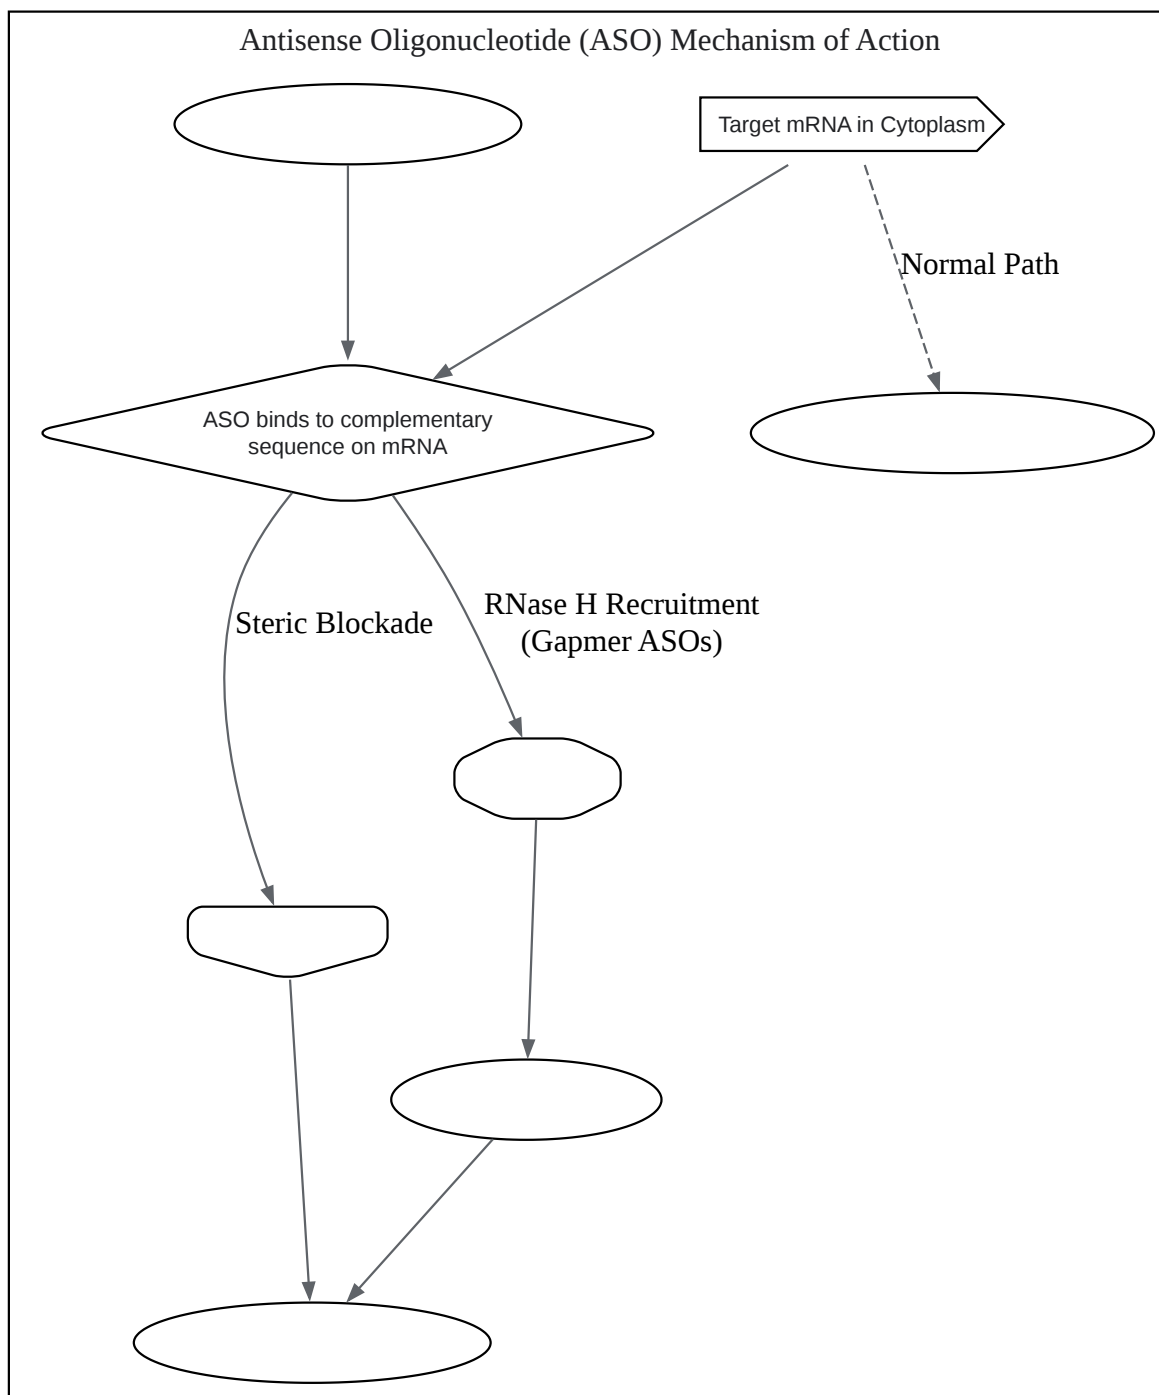 Antisense Oligonucleotide (ASO) Mechanism of Action
Target mRNA in Cytoplasm
Normal Path
ASO binds to complementary
sequence on mRNA
Steric Blockade
RNase H Recruitment
(Gapmer ASOs)